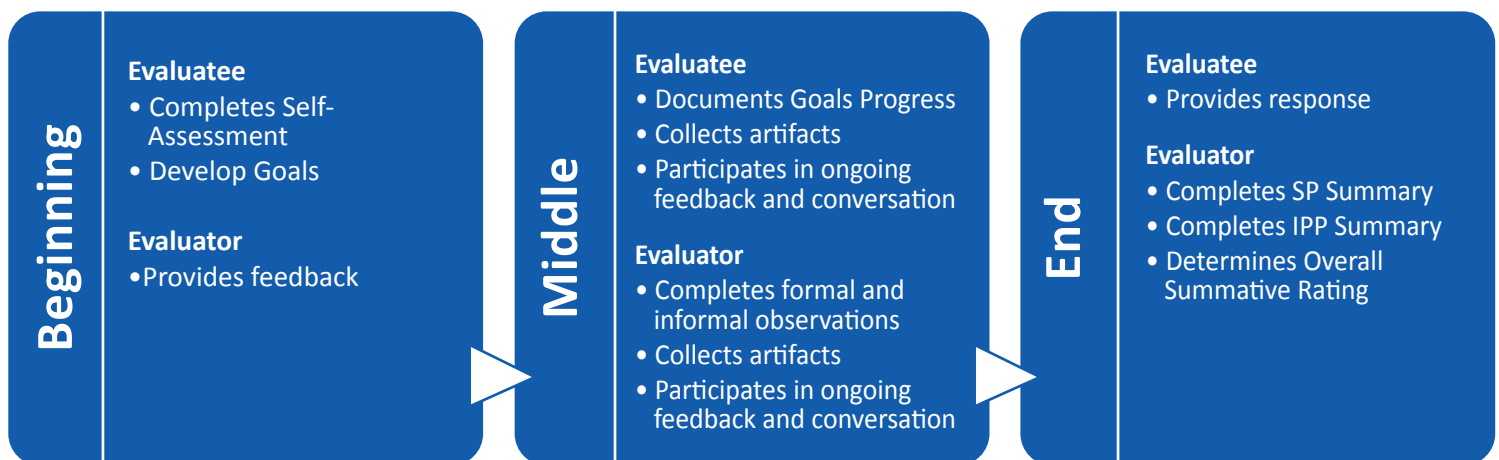 Beginning
Evaluatee
• Completes Self-
Assessment
• Develop Goals
Evaluator
•Provides feedback
Middle
Evaluatee
• Documents Goals Progress
• Collects artifacts
• Participates in ongoing
feedback and conversation
Evaluator
• Completes formal and
informal observations
• Collects artifacts
• Participates in ongoing
feedback and conversation
End
Evaluatee
• Provides response
Evaluator
• Completes SP Summary
• Completes IPP Summary
• Determines Overall
Summative Rating